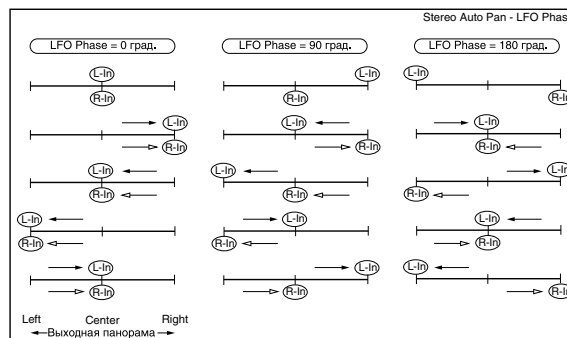 Stereo Auto Pan - LFO Phas
LFO Phase = 0 град. LFO Phase = 90 град. LFO Phase = 180 град.
L-In L-In L-In
R-In R-In R-In
L-In L-In L-In
R-In R-In R-In
L-In L-In L-In
R-In R-In R-In
L-In L-In L-In
R-In R-In R-In
L-In L-In L-In
R-In R-In R-In
Left Center Right
Выходная панорама